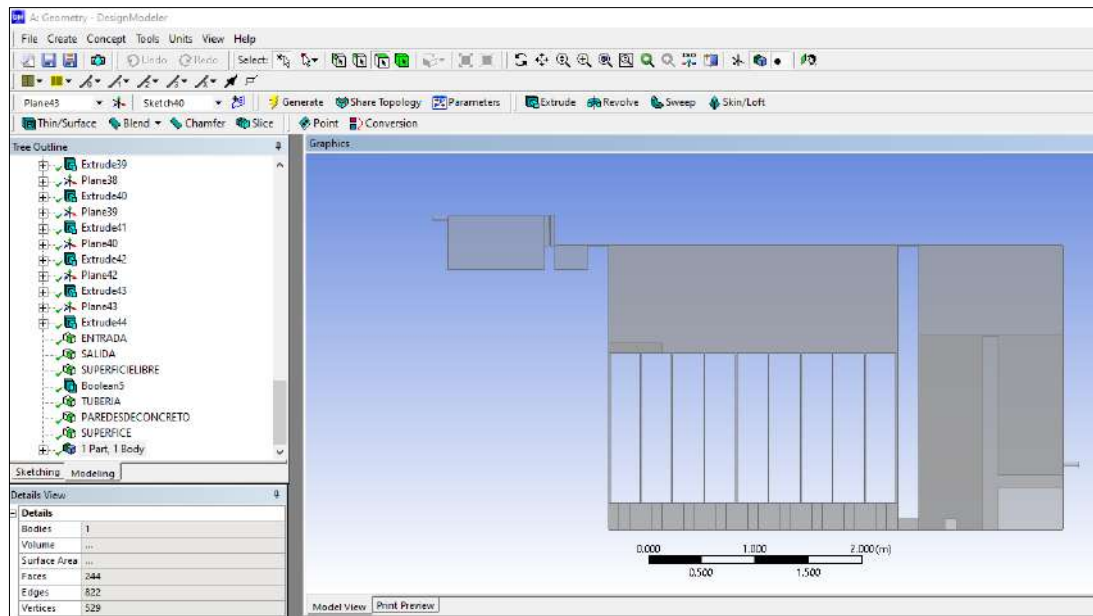 DM A: Geometry - DesignModeler
File Create Concept Tools Units View Help
Undo Redo Select:
Plane43 Sketch40 Generate Share Topology Parameters Extrude Revolve Sweep Skin/Loft
Thin/Surface Blend Chamfer Slice Point Conversion
Tree Outline
Extrude39
Plane38
Extrude40
Plane39
Extrude41
Plane40
Extrude42
Plane42
Extrude43
Plane43
Extrude44
ENTRADA
SALIDA
SUPERFICIELIBRE
Boolean5
TUBERIA
PAREDESDECONCRETO
SUPERFICE
1 Part, 1 Body
Sketching Modeling
Details View
Details
Bodies 1
Volume ...
Surface Area ...
Faces 244
Edges 822
Vertices 529
Graphics
0.000 1.000 2.000 (m)
0.500 1.500
Model View Print Preview